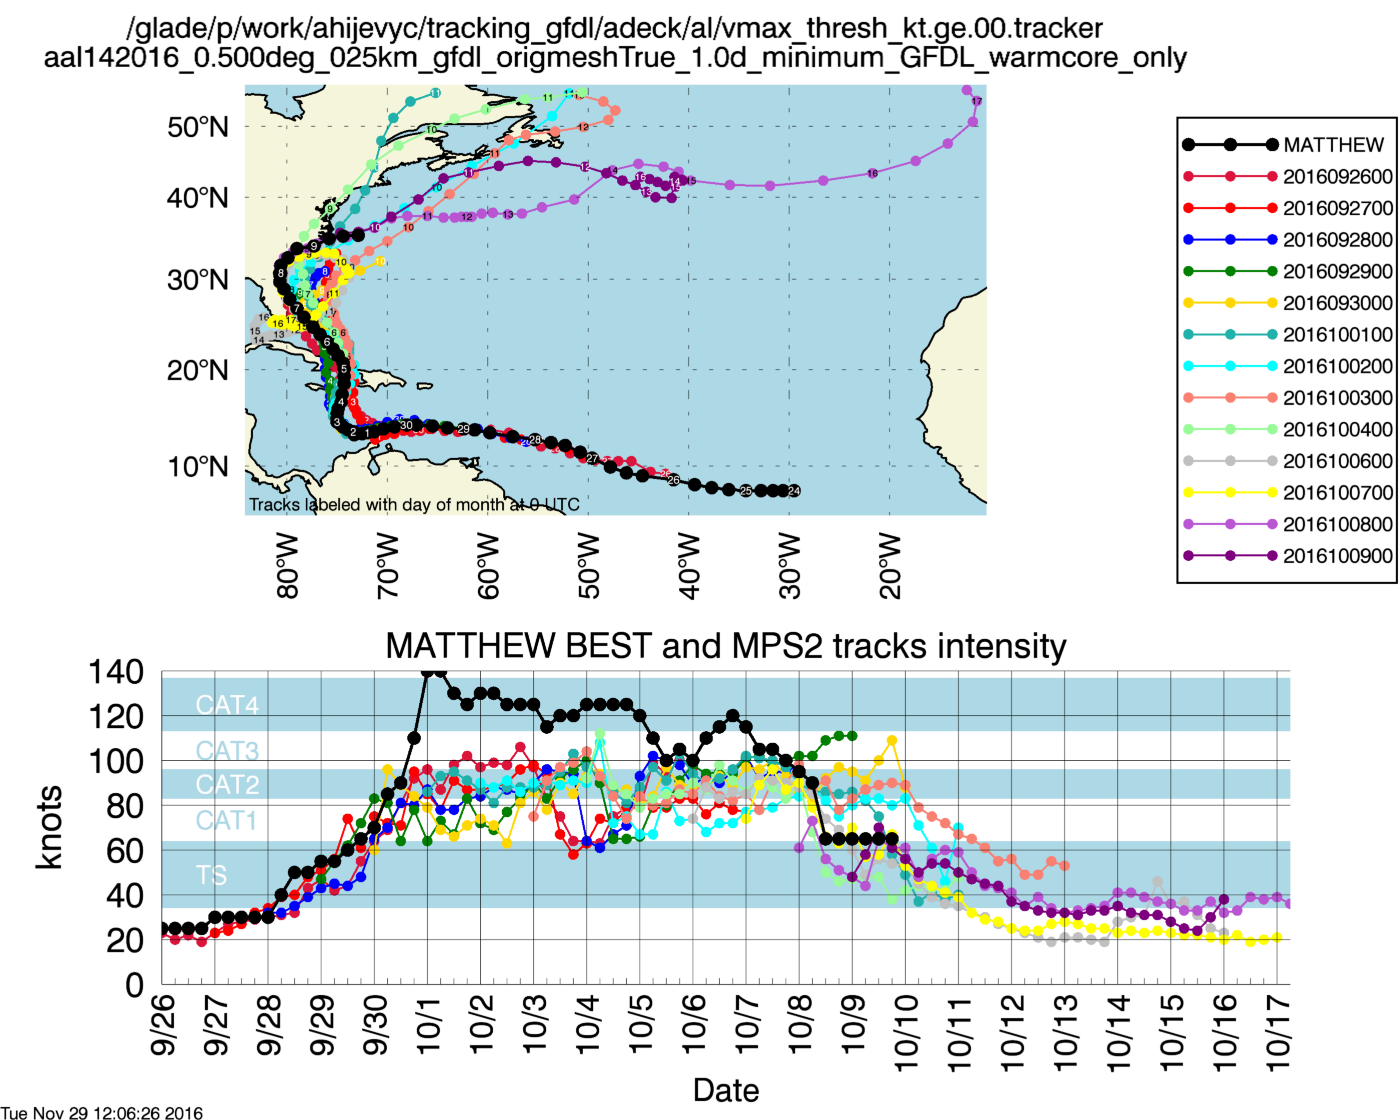 /glade/p/work/ahijevyc/tracking_gfdl/adeck/al/vmax_thresh_kt.ge.00.tracker
aal142016_0.500deg_025km_gfdl_origmeshTrue_1.0d_minimum_GFDL_warmcore_only
50°N
40°N
30°N
20°N
10°N
Tracks labeled with day of month at 0 UTC
80°W
70°W
60°W
50°W
40°W
30°W
20°W
MATTHEW
2016092600
2016092700
2016092800
2016092900
2016093000
2016100100
2016100200
2016100300
2016100400
2016100600
2016100700
2016100800
2016100900
MATTHEW BEST and MPS2 tracks intensity
140
120
100
80
60
40
20
0
knots
CAT4
CAT3
CAT2
CAT1
TS
9/26
9/27
9/28
9/29
9/30
10/1
10/2
10/3
10/4
10/5
10/6
10/7
10/8
10/9
10/10
10/11
10/12
10/13
10/14
10/15
10/16
10/17
Date
Tue Nov 29 12:06:26 2016